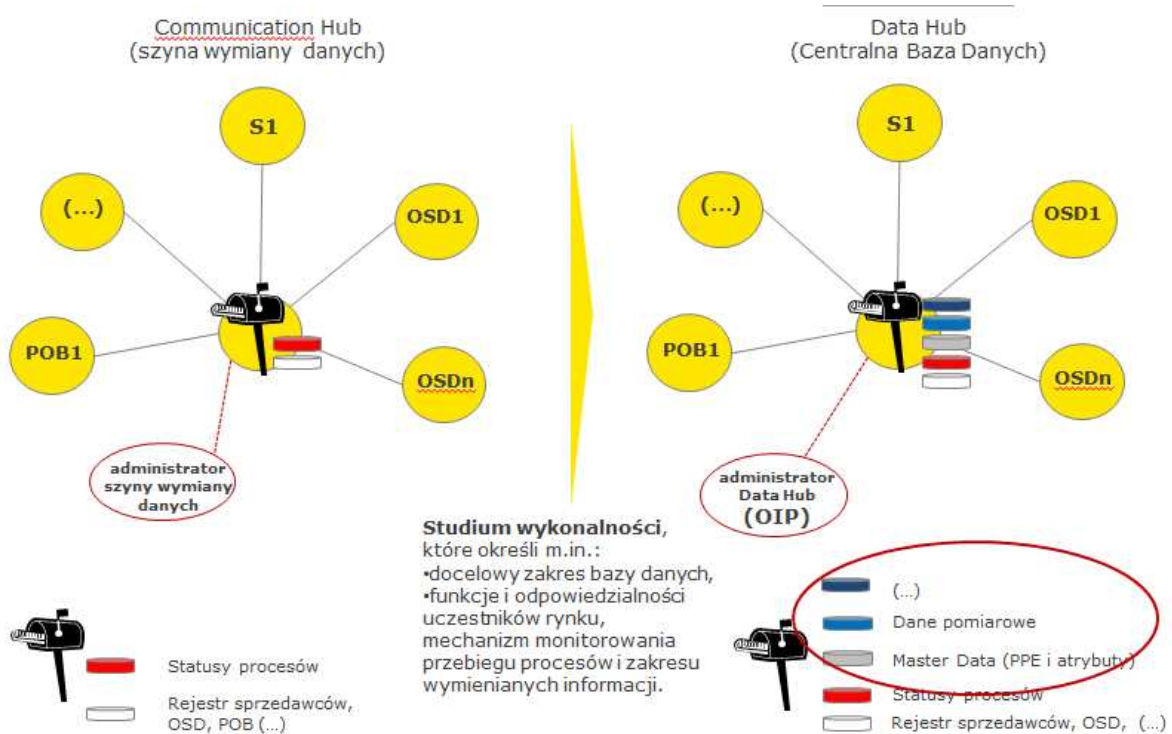 Communication Hub
(szyna wymiany danych)
S1
(...)
OSD1
POB1
OSDn
administrator
szyny wymiany
danych
Statusy procesów
Rejestr sprzedawców,
OSD, POB (...)
Studium wykonalności,
które określi m.in.:
•docelowy zakres bazy danych,
•funkcje i odpowiedzialności
uczestników rynku,
mechanizm monitorowania
przebiegu procesów i zakresu
wymienianych informacji.
Data Hub
(Centralna Baza Danych)
S1
(...)
OSD1
POB1
OSDn
administrator
Data Hub
(OIP)
(...)
Dane pomiarowe
Master Data (PPE i atrybuty)
Statusy procesów
Rejestr sprzedawców, OSD, (...)